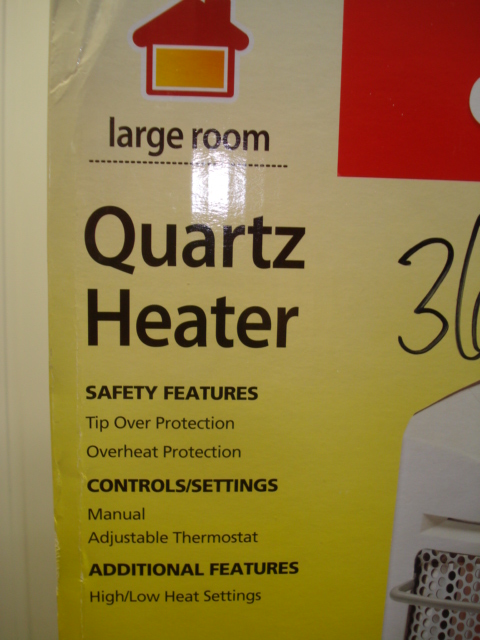 large room
Quartz
Heater
SAFETY FEATURES
Tip Over Protection
Overheat Protection
CONTROLS/SETTINGS
Manual
Adjustable Thermostat
ADDITIONAL FEATURES
High/Low Heat Settings